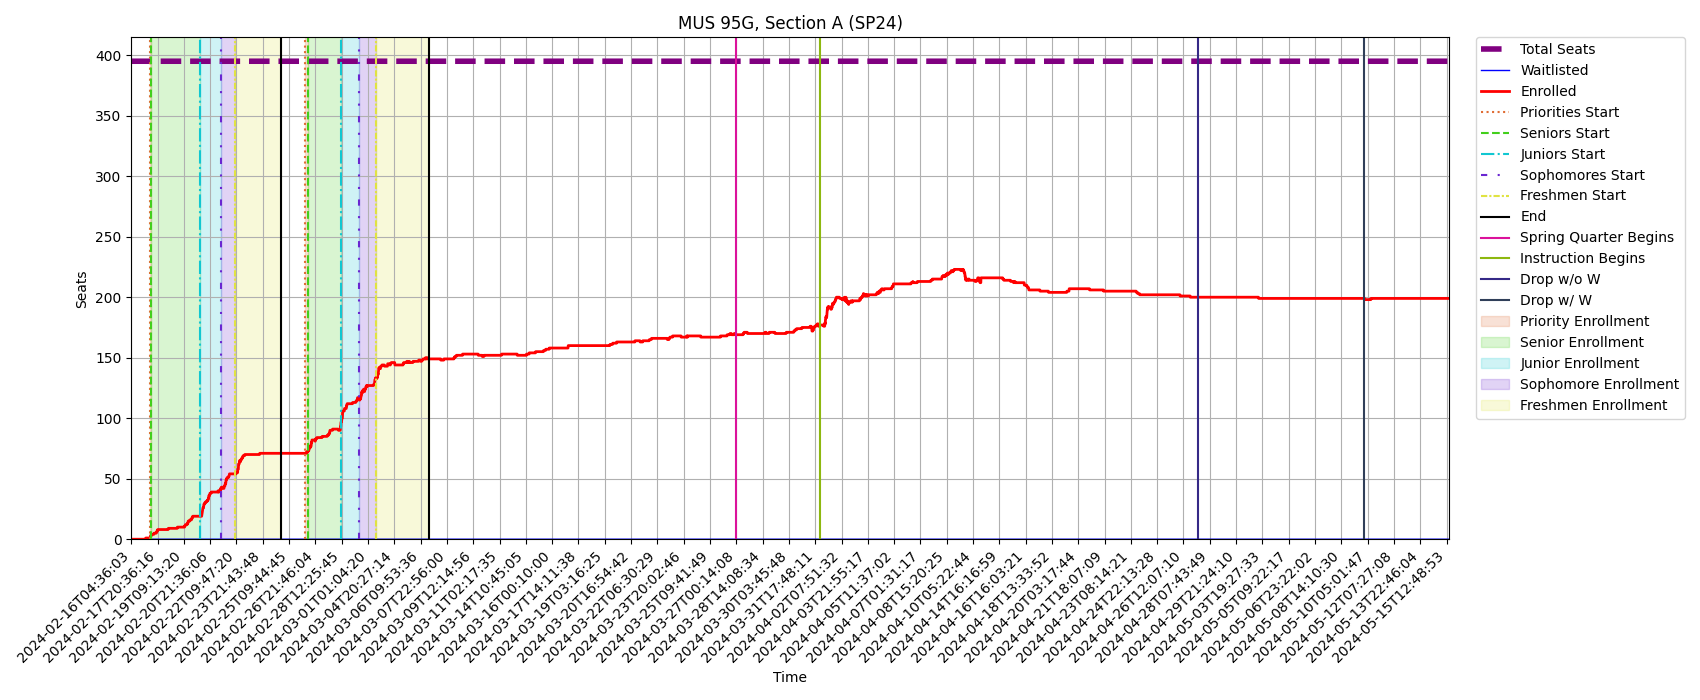 MUS 95G, Section A (SP24)
Seats
400
350
300
250
200
150
100
50
0
2024-02-16T04:36:03
2024-02-17T20:36:16
2024-02-19T09:13:20
2024-02-20T21:36:06
2024-02-22T09:47:20
2024-02-23T21:43:48
2024-02-25T09:44:45
2024-02-26T21:46:04
2024-02-28T12:25:45
2024-03-01T01:04:20
2024-03-04T20:27:14
2024-03-06T09:53:36
2024-03-07T22:56:00
2024-03-09T12:14:56
2024-03-11T02:17:35
2024-03-14T10:45:05
2024-03-16T00:10:00
2024-03-17T14:11:38
2024-03-19T03:16:25
2024-03-20T16:54:42
2024-03-22T06:30:29
2024-03-23T20:02:46
2024-03-25T09:41:49
2024-03-27T00:14:08
2024-03-28T14:08:34
2024-03-30T03:45:48
2024-03-31T17:48:11
2024-04-02T07:51:32
2024-04-03T21:55:17
2024-04-05T11:37:02
2024-04-07T01:31:17
2024-04-08T15:20:25
2024-04-10T05:22:44
2024-04-14T16:16:59
2024-04-16T16:03:21
2024-04-18T13:33:52
2024-04-20T03:17:44
2024-04-21T18:07:09
2024-04-23T08:14:21
2024-04-24T22:13:28
2024-04-26T12:07:10
2024-04-28T07:43:49
2024-04-29T21:24:10
2024-05-03T19:27:33
2024-05-05T09:22:17
2024-05-06T23:22:02
2024-05-08T14:10:30
2024-05-10T05:01:47
2024-05-12T07:27:08
2024-05-13T22:46:04
2024-05-15T12:48:53
Time
Total Seats
Waitlisted
Enrolled
Priorities Start
Seniors Start
Juniors Start
Sophomores Start
Freshmen Start
End
Spring Quarter Begins
Instruction Begins
Drop w/o W
Drop w/ W
Priority Enrollment
Senior Enrollment
Junior Enrollment
Sophomore Enrollment
Freshmen Enrollment